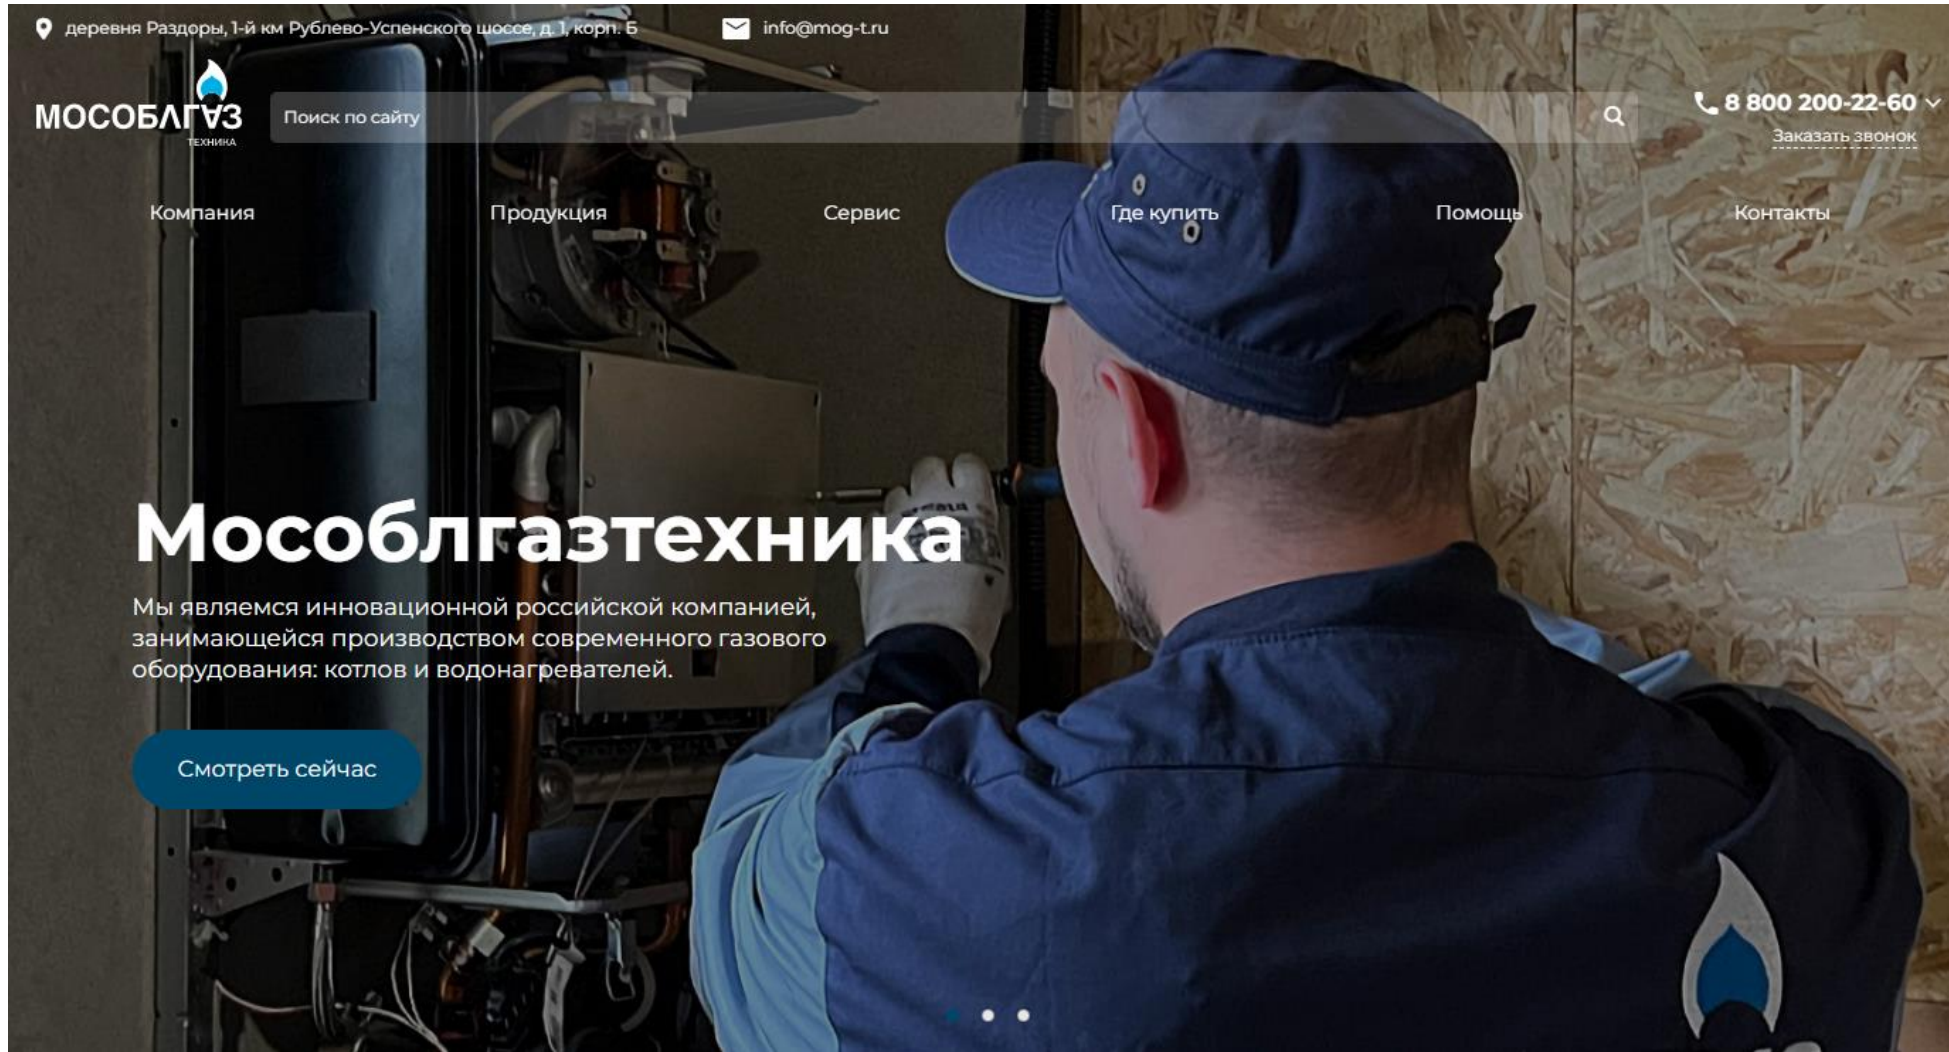 деревня Раздоры, 1-й км Рублево-Успенского шоссе, д. 1, корп. Б
info@mog-t.ru
МОСОБЛГАЗ
ТЕХНИКА
Поиск по сайту
8 800 200-22-60
Заказать звонок
Компания
Продукция
Сервис
Где купить
Помощь
Контакты
Мособлгазтехника
Мы являемся инновационной российской компанией,
занимающейся производством современного газового
оборудования: котлов и водонагревателей.
Смотреть сейчас